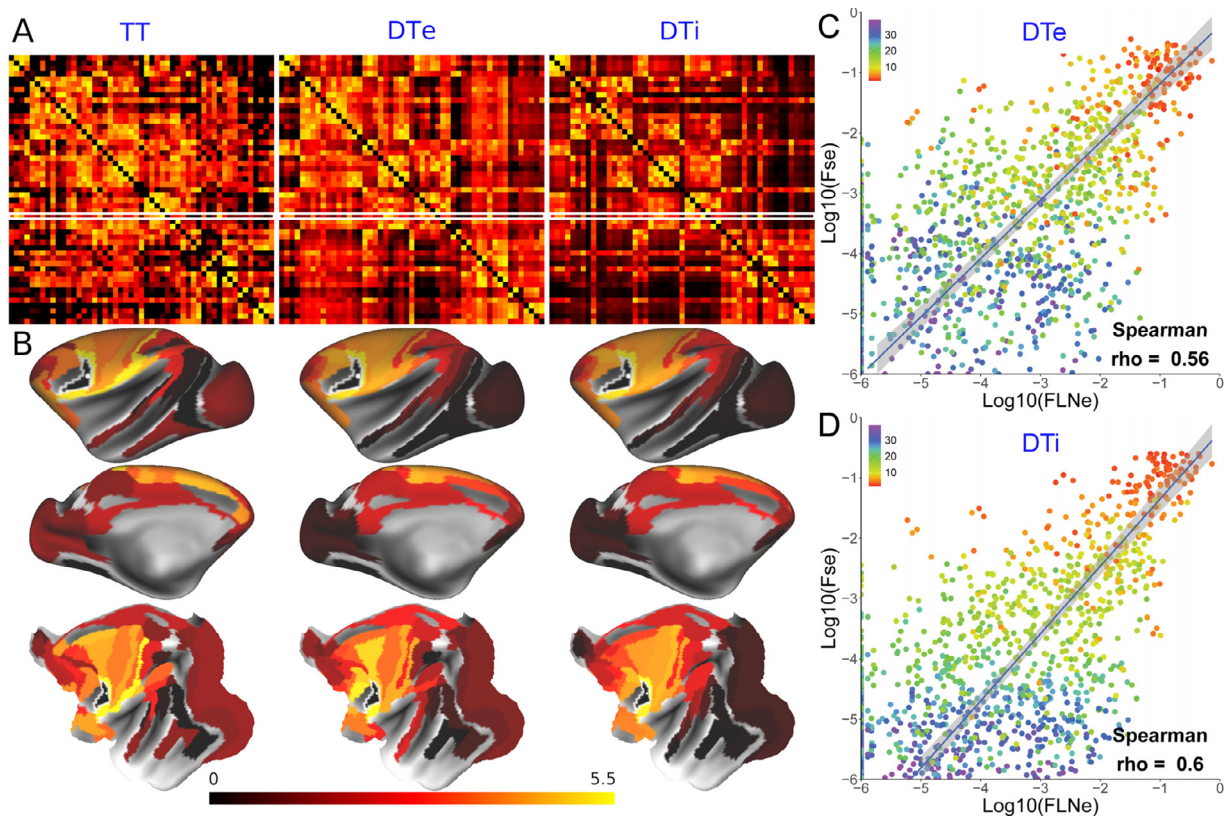 A
TT
DTe
DTi
B
0
5.5
C
DTe
30
20
10
0
−1
−2
−3
−4
−5
−6
Log10(Fse)
Spearman
rho = 0.56
−6
−5
−4
−3
−2
−1
0
Log10(FLNe)
D
DTi
30
20
10
0
−1
−2
−3
−4
−5
−6
Log10(Fse)
Spearman
rho = 0.6
−6
−5
−4
−3
−2
−1
0
Log10(FLNe)